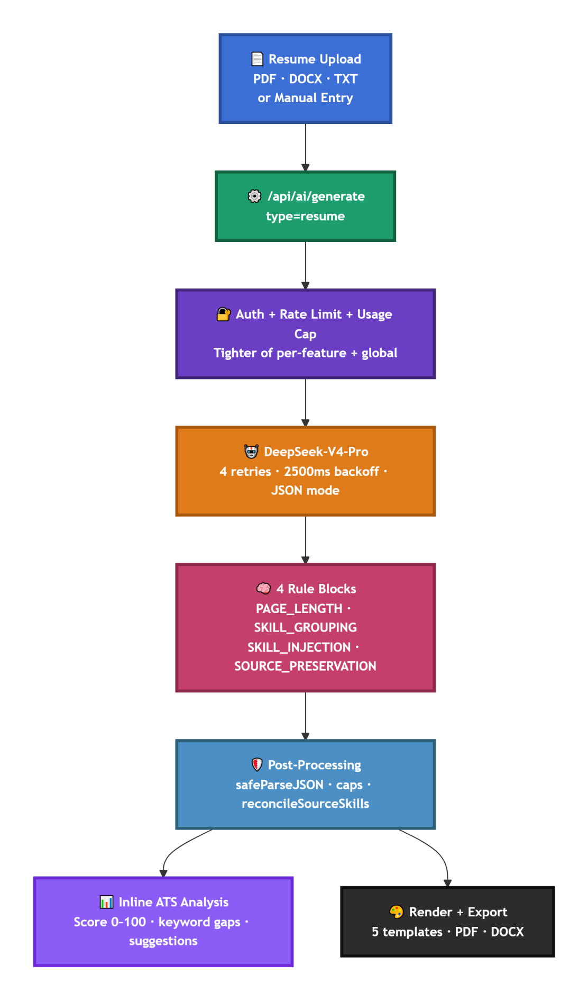 📄 Resume Upload
PDF · DOCX · TXT
or Manual Entry
⚙️ /api/ai/generate
type=resume
🔐 Auth + Rate Limit + Usage
Cap
Tighter of per-feature + global
🤖 DeepSeek-V4-Pro
4 retries · 2500ms backoff ·
JSON mode
🧠 4 Rule Blocks
PAGE_LENGTH ·
SKILL_GROUPING
SKILL_INJECTION ·
SOURCE_PRESERVATION
🛡️ Post-Processing
safeParseJSON · caps ·
reconcileSourceSkills
📊 Inline ATS Analysis
Score 0–100 · keyword gaps ·
suggestions
🎨 Render + Export
5 templates · PDF · DOCX